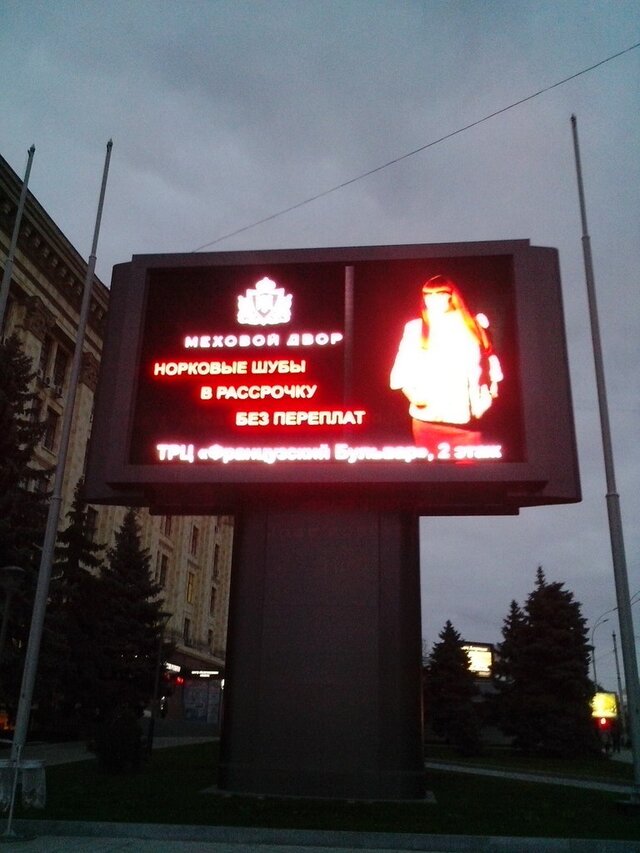 МЕХОВОЙ ДВОР
НОРКОВЫЕ ШУБЫ
В РАССРОЧКУ
БЕЗ ПЕРЕПЛАТ
ТРЦ «Французский Бульвар», 2 этаж